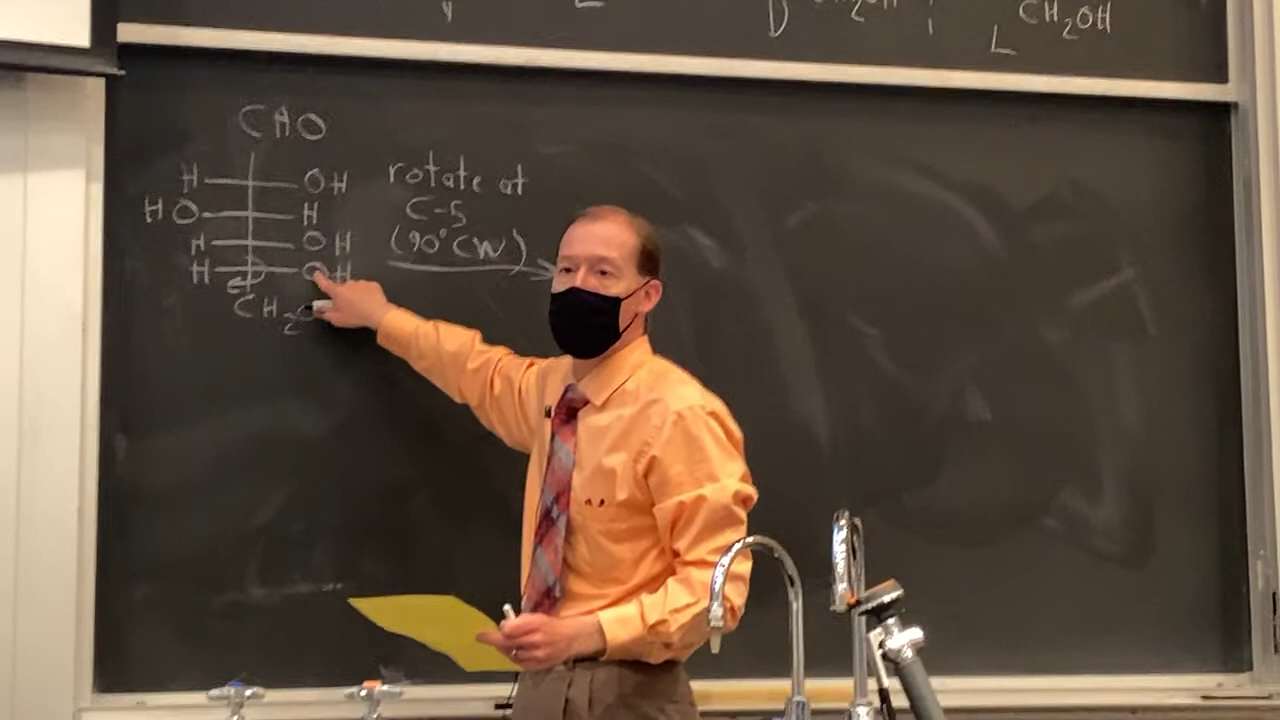 D
L CH₂OH
CHO
H OH
HO H
H OH
H OH
CH₂
rotate at
C-5
(90° CW)